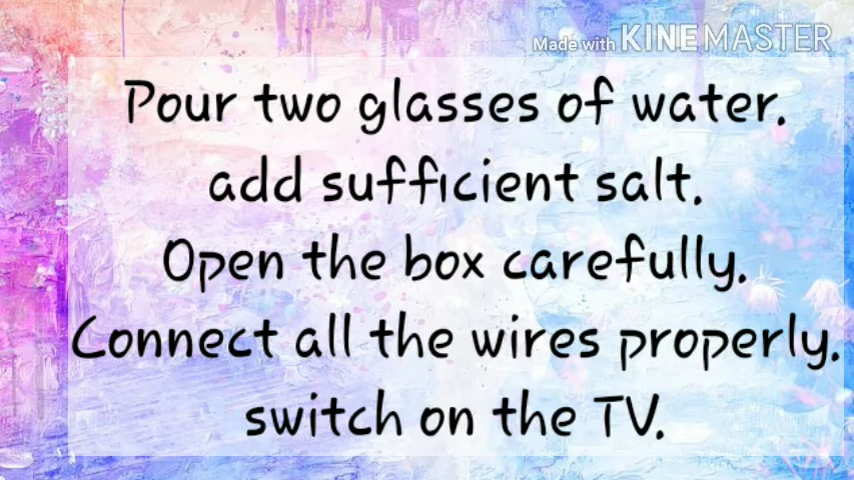 Made with KINEMASTER
Pour two glasses of water.
add sufficient salt.
Open the box carefully.
Connect all the wires properly.
switch on the TV.